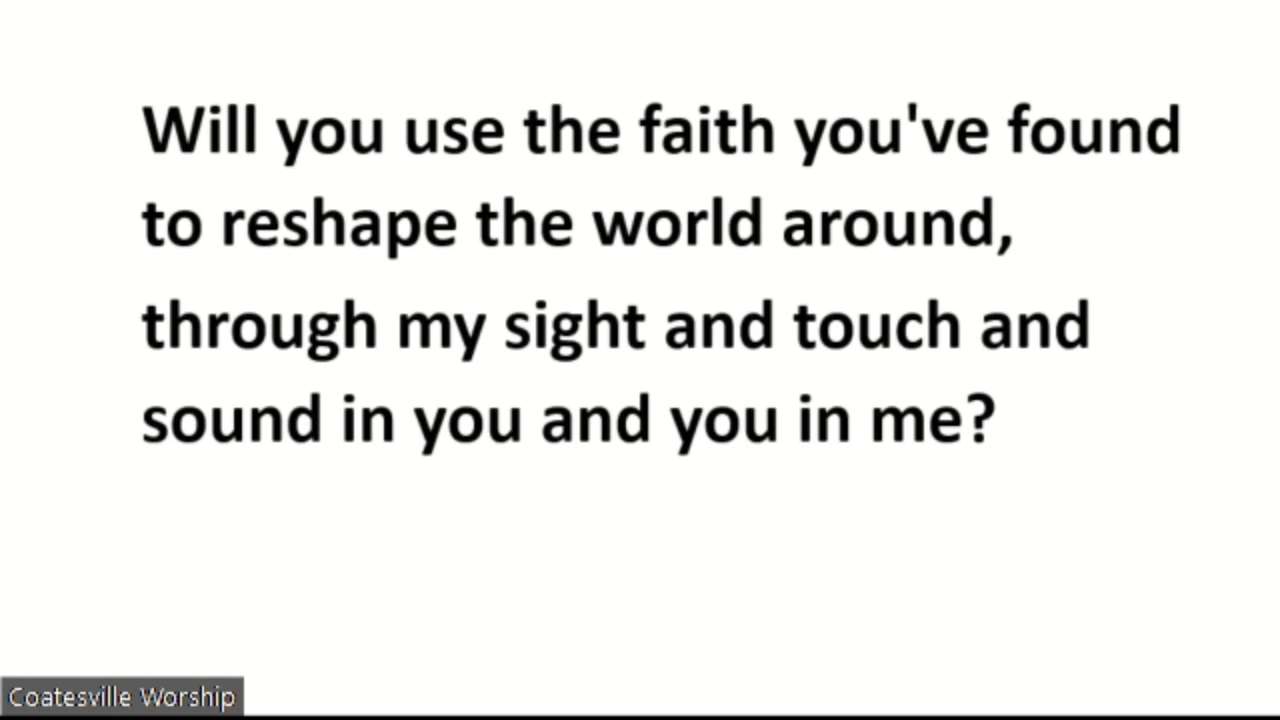 Will you use the faith you've found
to reshape the world around,
through my sight and touch and
sound in you and you in me?
Coatesville Worship